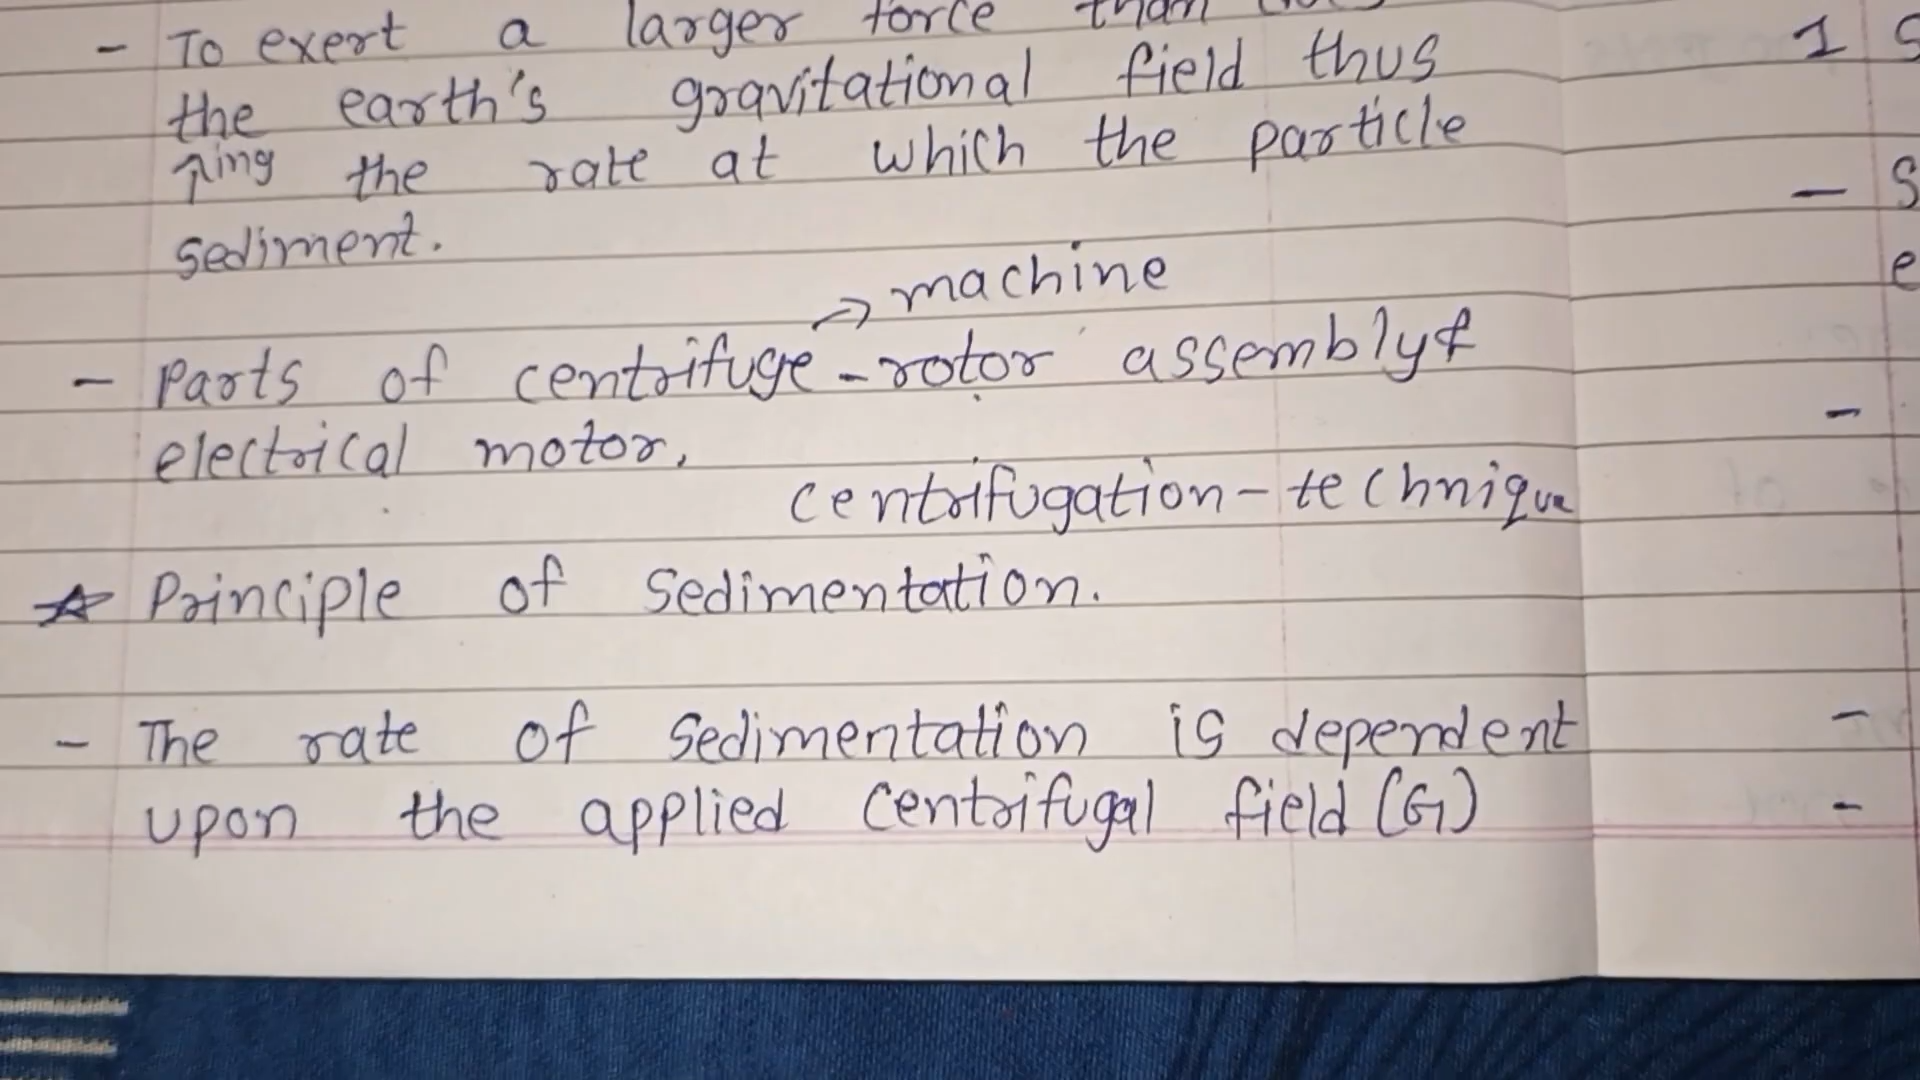 - To exert a larger force than
the earth's gravitational field thus
↑ing the rate at which the particle
sediment.
→ machine
- Parts of centrifuge - rotor assembly &
electrical motor,
centrifugation - technique
☆ Principle of Sedimentation.
- The rate of Sedimentation is dependent
upon the applied centrifugal field (G)
1 S
- S
e
-
-
-